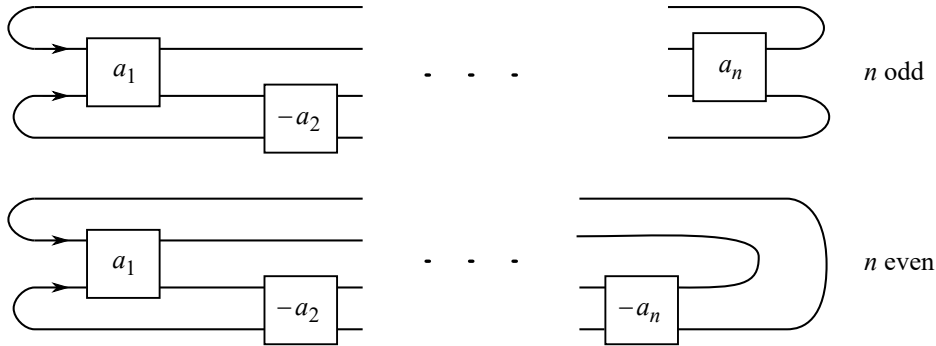 a₁ −a₂ · · · aₙ n odd
a₁ −a₂ · · · −aₙ n even